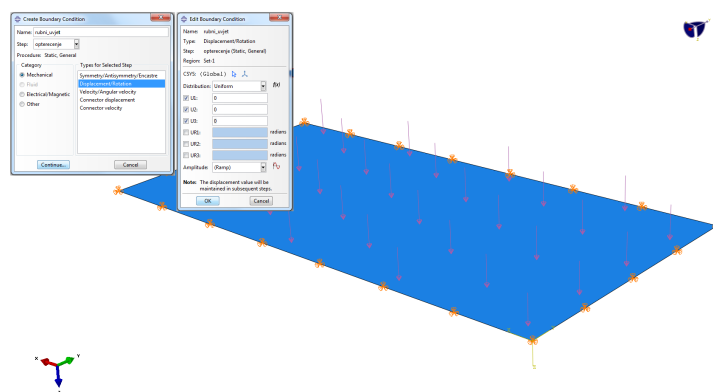 Create Boundary Condition
Name: rubni_uvjet
Step: opterecenje
Procedure: Static, General
Category
Mechanical
Fluid
Electrical/Magnetic
Other
Types for Selected Step
Symmetry/Antisymmetry/Encastre
Displacement/Rotation
Velocity/Angular velocity
Connector displacement
Connector velocity
Continue...
Cancel
Edit Boundary Condition
Name: rubni_uvjet
Type: Displacement/Rotation
Step: opterecenje (Static, General)
Region: Set-1
CSYS: (Global)
Distribution: Uniform f(x)
U1: 0
U2: 0
U3: 0
UR1: radians
UR2: radians
UR3: radians
Amplitude: (Ramp)
Note: The displacement value will be
maintained in subsequent steps.
OK
Cancel
X
Y